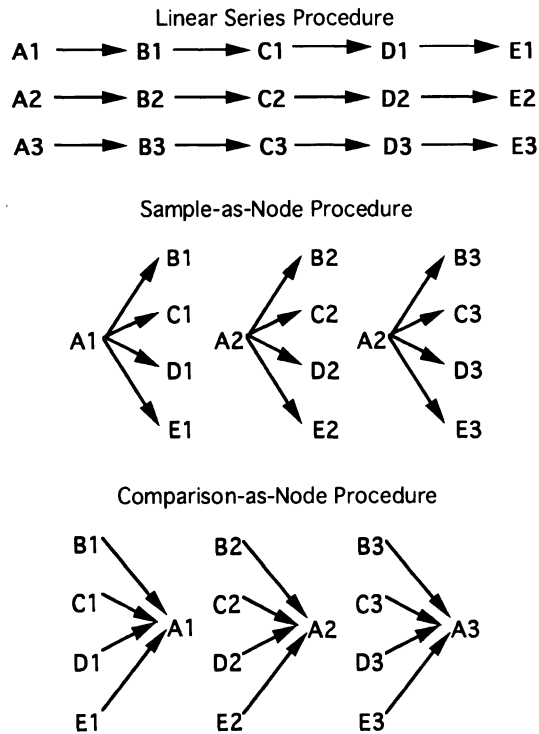 Linear Series Procedure
A1 B1 C1 D1 E1
A2 B2 C2 D2 E2
A3 B3 C3 D3 E3
Sample-as-Node Procedure
B1 B2 B3
C1 C2 C3
A1 A2 A2
D1 D2 D3
E1 E2 E3
Comparison-as-Node Procedure
B1 B2 B3
C1 C2 C3
A1 A2 A3
D1 D2 D3
E1 E2 E3